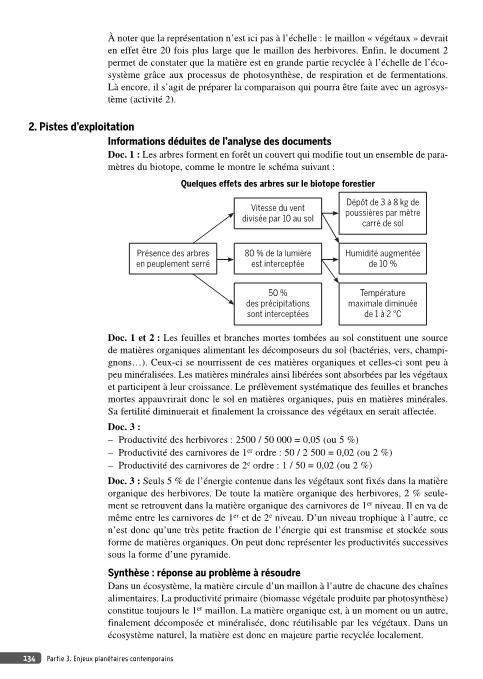 À noter que la représentation n'est ici pas à l'échelle : le maillon « végétaux » devrait
en effet être 20 fois plus large que le maillon des herbivores. Enfin, le document 2
permet de constater que la matière est en grande partie recyclée à l'échelle de l'éco-
système grâce aux processus de photosynthèse, de respiration et de fermentations.
Là encore, il s'agit de préparer la comparaison qui pourra être faite avec un agrosys-
tème (activité 2).
2. Pistes d'exploitation
Informations déduites de l'analyse des documents
Doc. 1 : Les arbres forment en forêt un couvert qui modifie tout un ensemble de para-
mètres du biotope, comme le montre le schéma suivant :
Quelques effets des arbres sur le biotope forestier
Présence des arbres
en peuplement serré
Vitesse du vent
divisée par 10 au sol
80 % de la lumière
est interceptée
50 %
des précipitations
sont interceptées
Dépôt de 3 à 8 kg de
poussières par mètre
carré de sol
Humidité augmentée
de 10 %
Température
maximale diminuée
de 1 à 2 °C
Doc. 1 et 2 : Les feuilles et branches mortes tombées au sol constituent une source
de matières organiques alimentant les décomposeurs du sol (bactéries, vers, champi-
gnons…). Ceux-ci se nourrissent de ces matières organiques et celles-ci sont peu à
peu minéralisées. Les matières minérales ainsi libérées sont absorbées par les végétaux
et participent à leur croissance. Le prélèvement systématique des feuilles et branches
mortes appauvrirait donc le sol en matières organiques, puis en matières minérales.
Sa fertilité diminuerait et finalement la croissance des végétaux en serait affectée.
Doc. 3 :
– Productivité des herbivores : 2500 / 50 000 = 0,05 (ou 5 %)
– Productivité des carnivores de 1er ordre : 50 / 2 500 = 0,02 (ou 2 %)
– Productivité des carnivores de 2e ordre : 1 / 50 = 0,02 (ou 2 %)
Doc. 3 : Seuls 5 % de l'énergie contenue dans les végétaux sont fixés dans la matière
organique des herbivores. De toute la matière organique des herbivores, 2 % seule-
ment se retrouvent dans la matière organique des carnivores de 1er niveau. Il en va de
même entre les carnivores de 1er et de 2e niveau. D'un niveau trophique à l'autre, ce
n'est donc qu'une très petite fraction de l'énergie qui est transmise et stockée sous
forme de matières organiques. On peut donc représenter les productivités successives
sous la forme d'une pyramide.
Synthèse : réponse au problème à résoudre
Dans un écosystème, la matière circule d'un maillon à l'autre de chacune des chaînes
alimentaires. La productivité primaire (biomasse végétale produite par photosynthèse)
constitue toujours le 1er maillon. La matière organique est, à un moment ou un autre,
finalement décomposée et minéralisée, donc réutilisable par les végétaux. Dans un
écosystème naturel, la matière est donc en majeure partie recyclée localement.
134 Partie 3. Enjeux planétaires contemporains